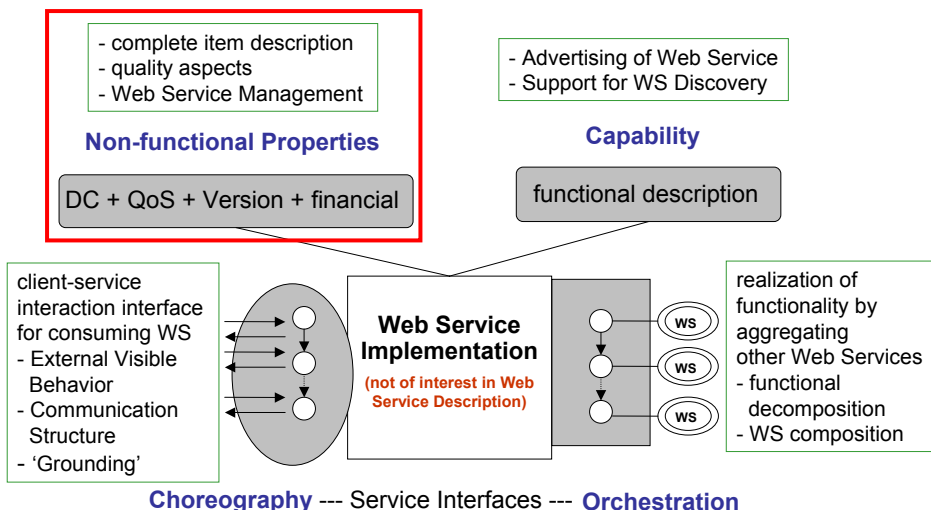 - complete item description
- quality aspects
- Web Service Management
Non-functional Properties
DC + QoS + Version + financial
- Advertising of Web Service
- Support for WS Discovery
Capability
functional description
client-service
interaction interface
for consuming WS
- External Visible
Behavior
- Communication
Structure
- ‘Grounding’
Web Service
Implementation
(not of interest in Web
Service Description)
WS
WS
WS
realization of
functionality by
aggregating
other Web Services
- functional
decomposition
- WS composition
Choreography --- Service Interfaces --- Orchestration